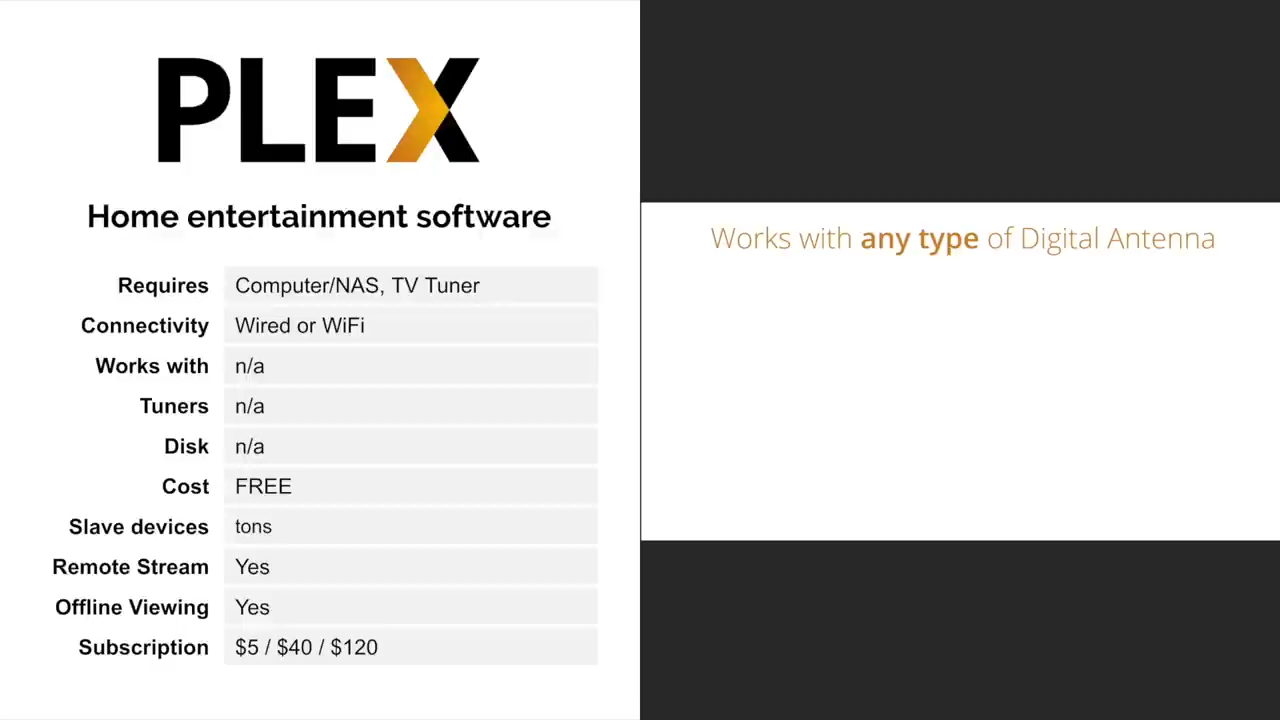 PLEX
Home entertainment software
Requires Computer/NAS, TV Tuner
Connectivity Wired or WiFi
Works with n/a
Tuners n/a
Disk n/a
Cost FREE
Slave devices tons
Remote Stream Yes
Offline Viewing Yes
Subscription $5 / $40 / $120
Works with any type of Digital Antenna